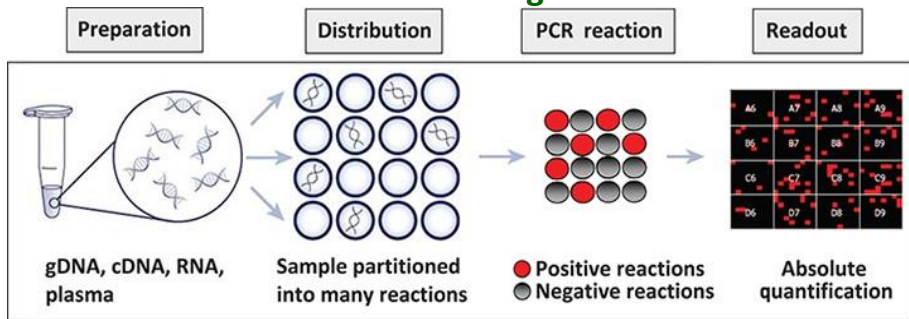 Preparation
Distribution
PCR reaction
Readout
A6 A7 A8 A9
B6 B7 B8 B9
C6 C7 C8 C9
D6 D7 D8 D9
gDNA, cDNA, RNA,
plasma
Sample partitioned
into many reactions
Positive reactions
Negative reactions
Absolute
quantification